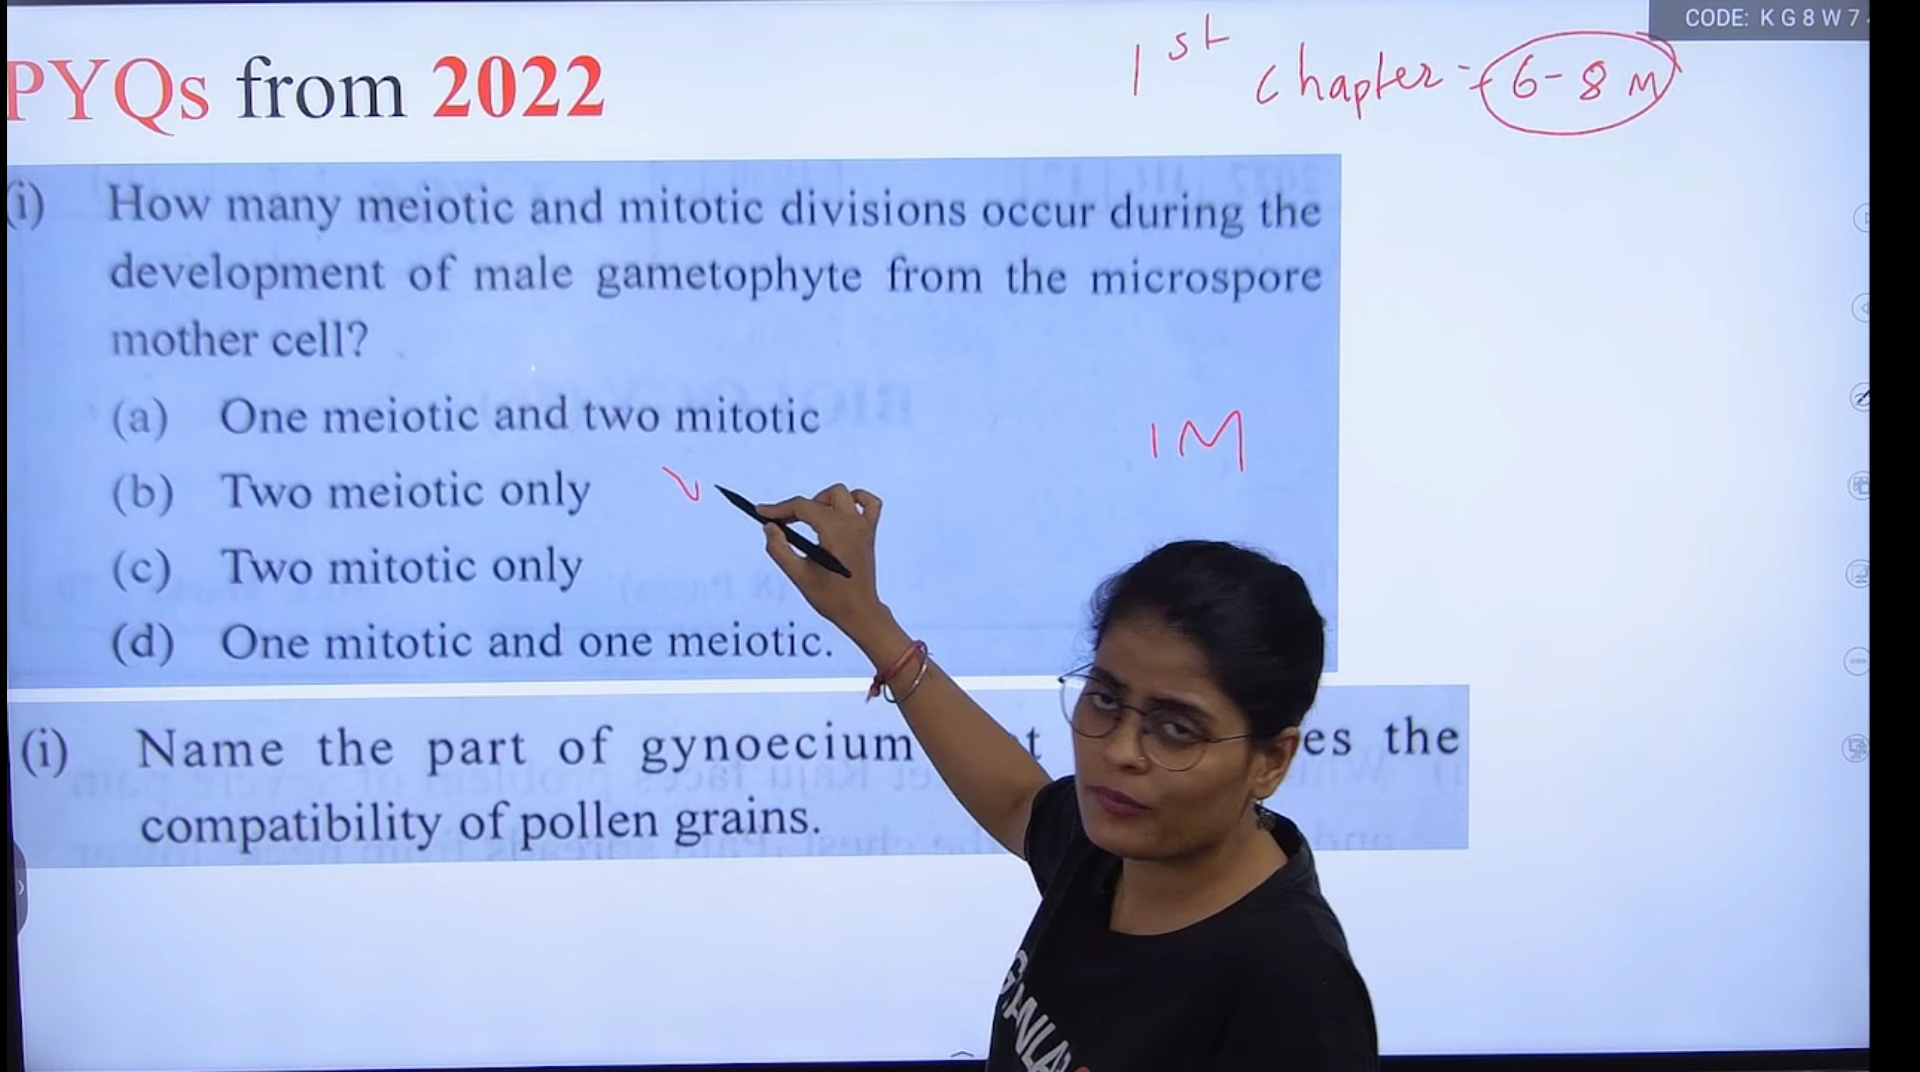 CODE: K G 8 W 7
PYQs from 2022
1st Chapter - 6-8 M
(i) How many meiotic and mitotic divisions occur during the
development of male gametophyte from the microspore
mother cell?
(a) One meiotic and two mitotic
1M
(b) Two meiotic only
(c) Two mitotic only
(d) One mitotic and one meiotic.
(i) Name the part of gynoecium the
compatibility of pollen grains.